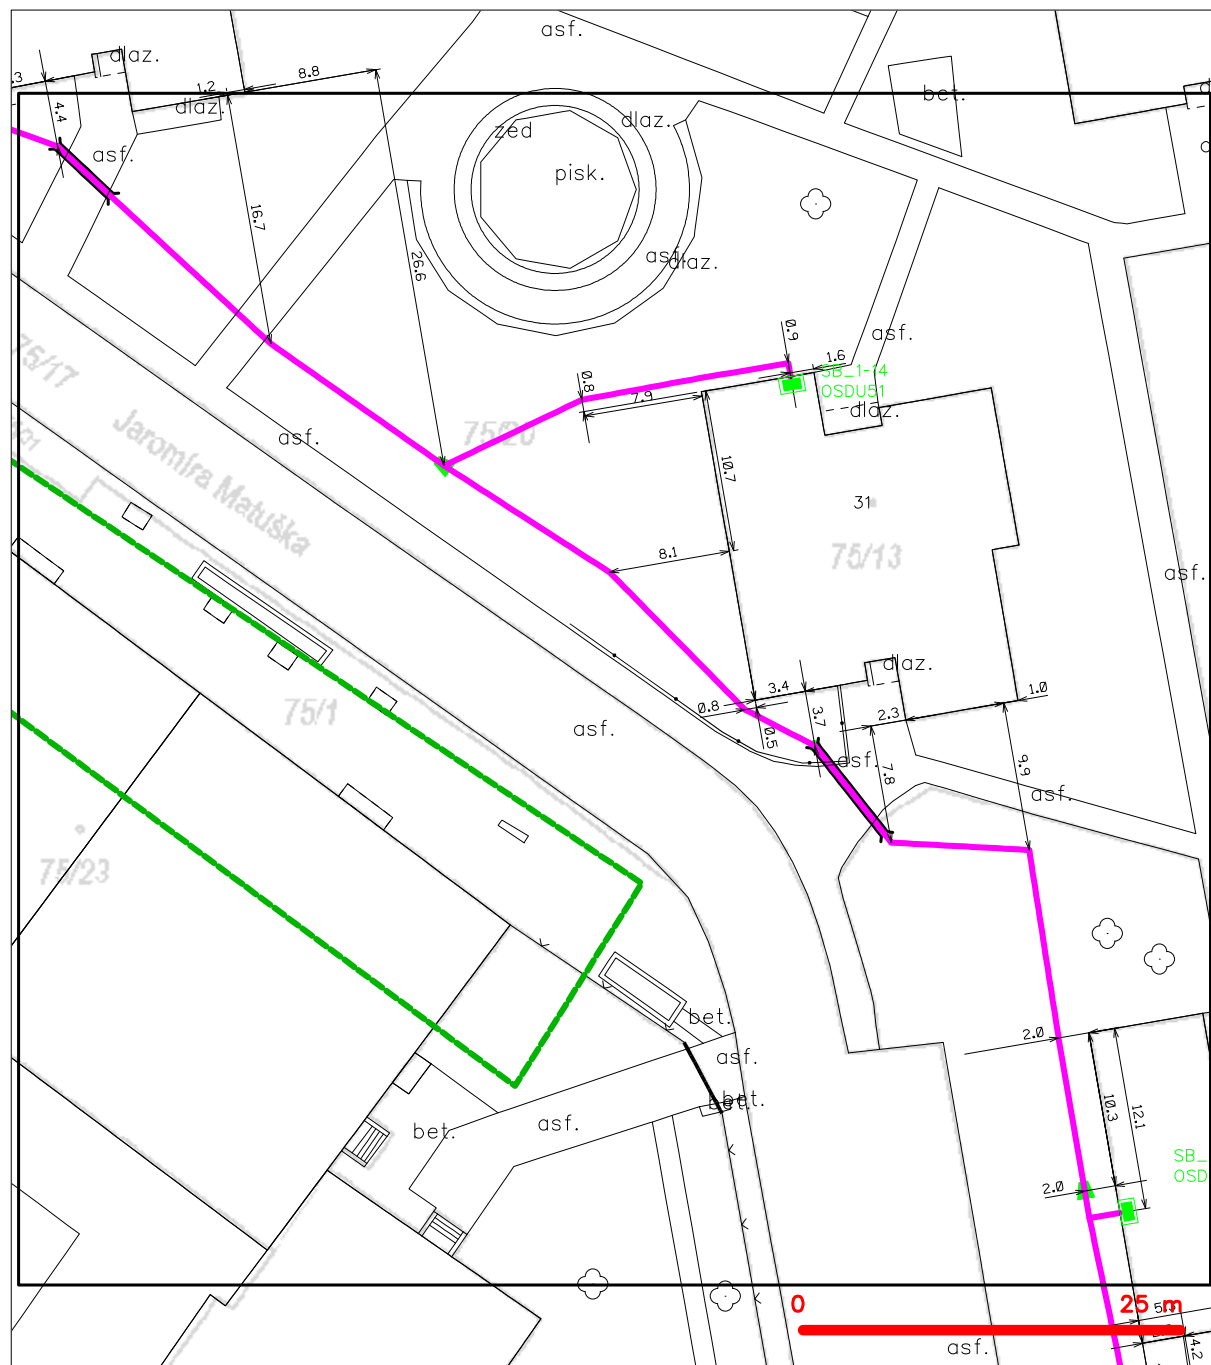 asf.
dlaz.
.3
8.8
1.2
dlaz.
bet.
4.4
zed
dlaz.
asf.
pisk.
16.7
26.6
asf.
dlaz.
0.9
asf.
75/17
1.6
SB_1-14
OSDU51
0.8
7.9
dlaz.
Jaromíra Matuška
asf.
75/20
10.7
31
75/13
8.1
asf.
dlaz.
3.4
1.0
75/1
0.8
3.7
2.3
0.5
asf.
asf.
7.8
9.9
asf.
75/23
bet.
2.0
asf.
10.3
12.1
bet.
bet.
asf.
bet.
SB_
OSD
2.0
0
25 m
5.3
4.2
asf.